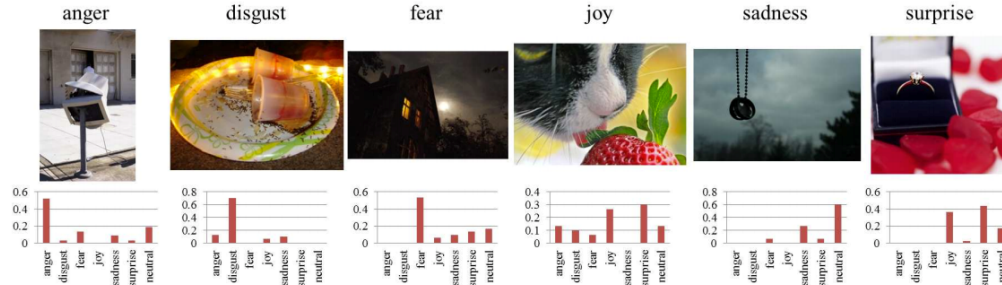 anger disgust fear joy sadness surprise
0.6 0.8 0.6 0.4 0.8 0.6
0.6 0.3
0.4 0.4 0.6 0.4
0.4 0.2 0.4
0.2 0.2 0.1 0.2 0.2
0.2
0 0 0 0 0 0
anger disgust fear joy sadness surprise neutral
anger disgust fear joy sadness surprise neutral
anger disgust fear joy sadness surprise neutral
anger disgust fear joy sadness surprise neutral
anger disgust fear joy sadness surprise neutral
anger disgust fear joy sadness surprise neutral